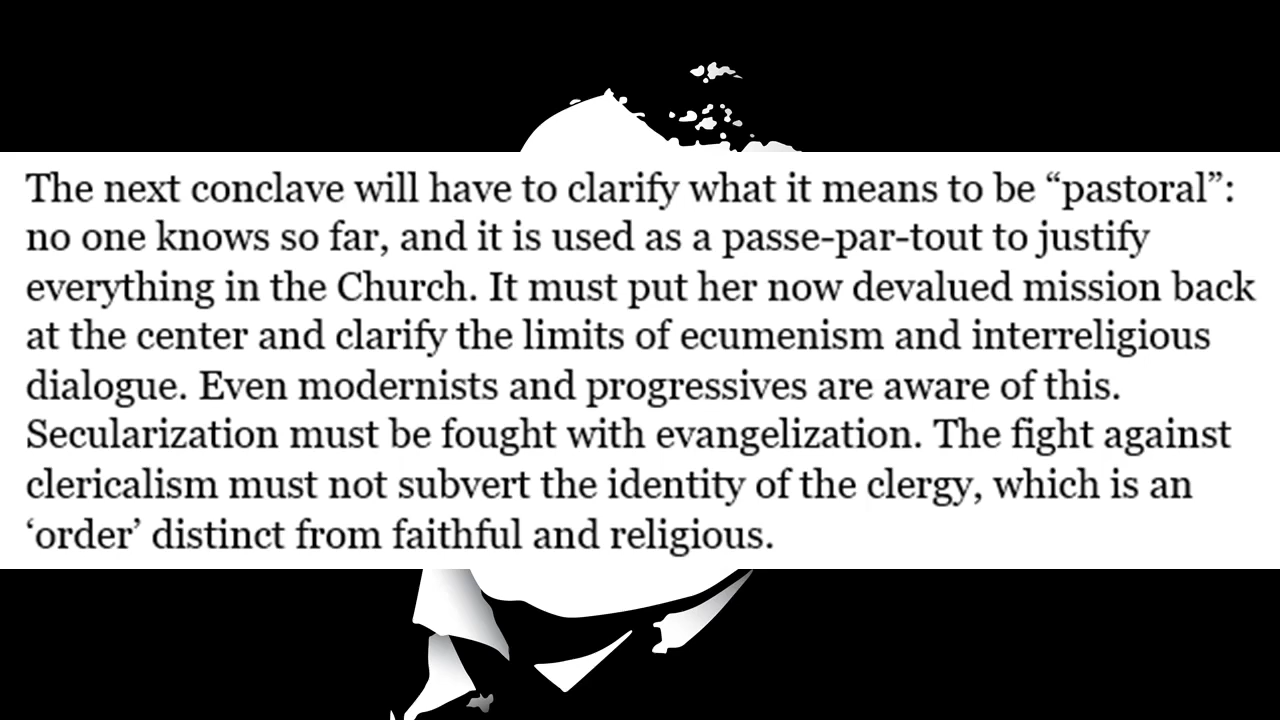 The next conclave will have to clarify what it means to be “pastoral”:
no one knows so far, and it is used as a passe-par-tout to justify
everything in the Church. It must put her now devalued mission back
at the center and clarify the limits of ecumenism and interreligious
dialogue. Even modernists and progressives are aware of this.
Secularization must be fought with evangelization. The fight against
clericalism must not subvert the identity of the clergy, which is an
‘order’ distinct from faithful and religious.